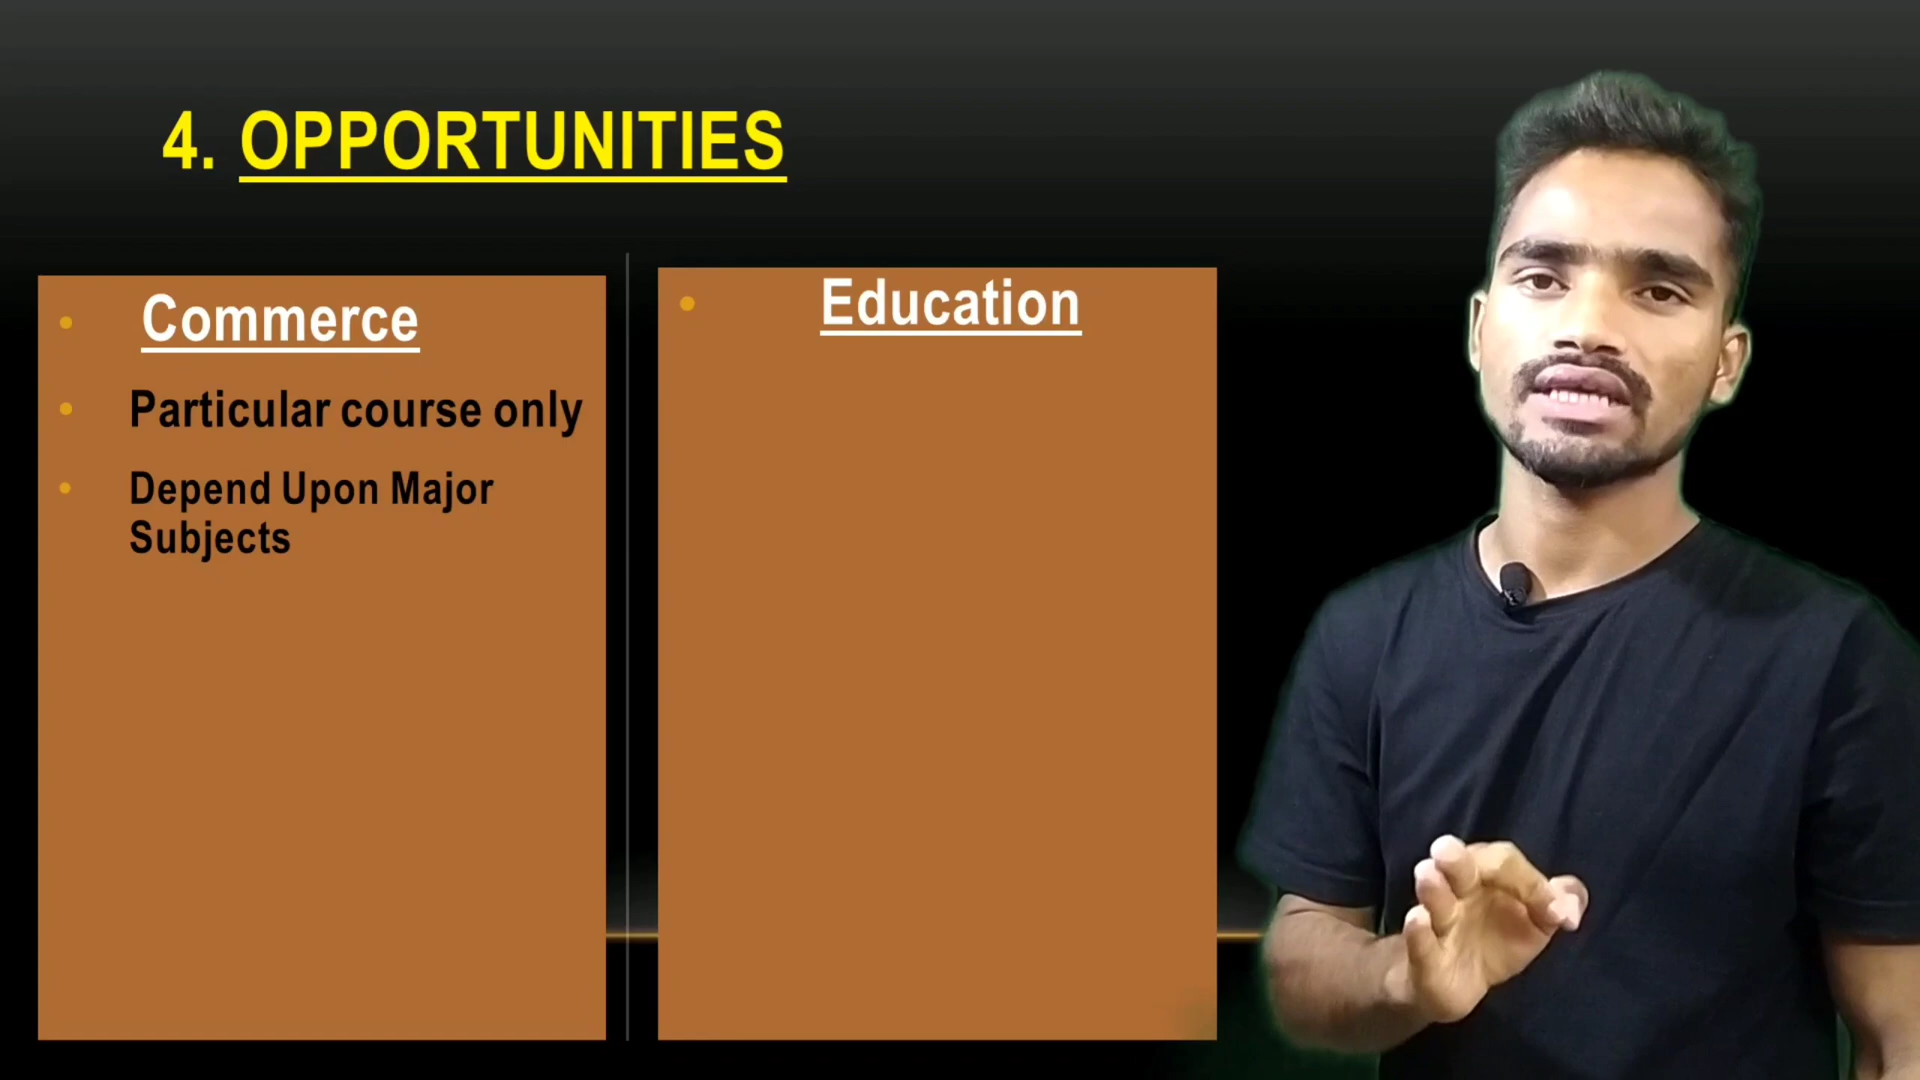 4. OPPORTUNITIES
Commerce
Particular course only
Depend Upon Major
Subjects
Education